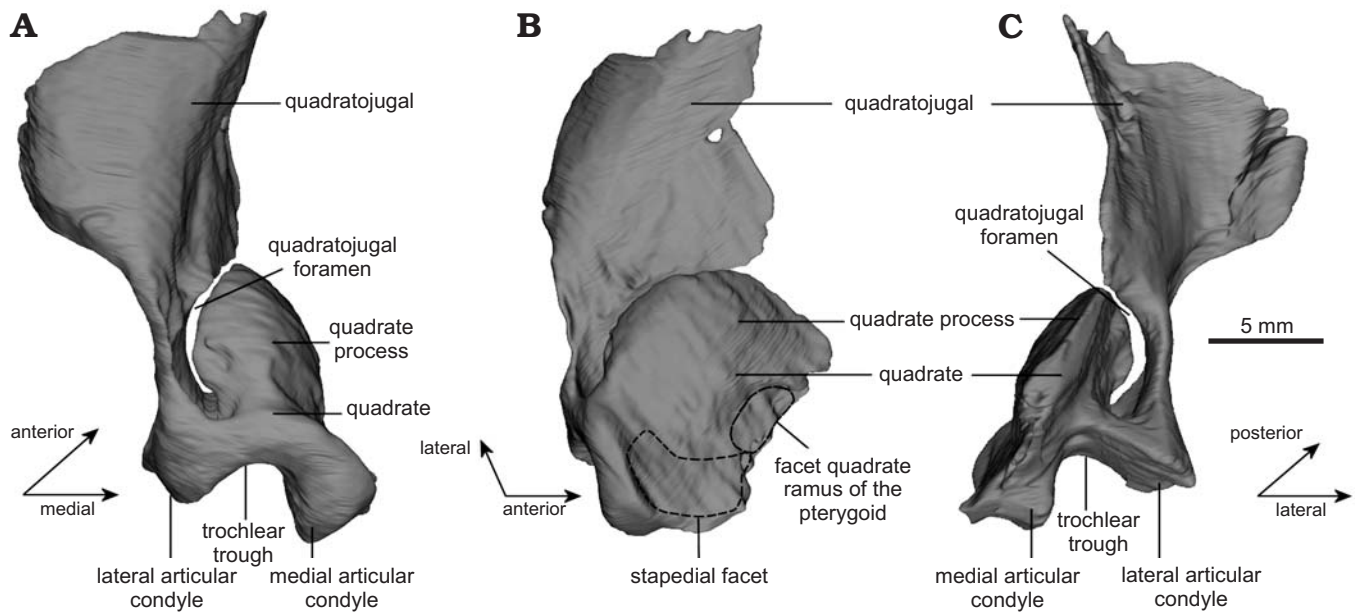 A
B
C
quadratojugal
quadratojugal
quadratojugal
foramen
quadratojugal
foramen
quadrate
process
quadrate process
5 mm
quadrate
quadrate
anterior
medial
lateral
anterior
posterior
lateral
facet quadrate
ramus of the
pterygoid
trochlear
trough
trochlear
trough
lateral articular
condyle
medial articular
condyle
stapedial facet
medial articular
condyle
lateral articular
condyle